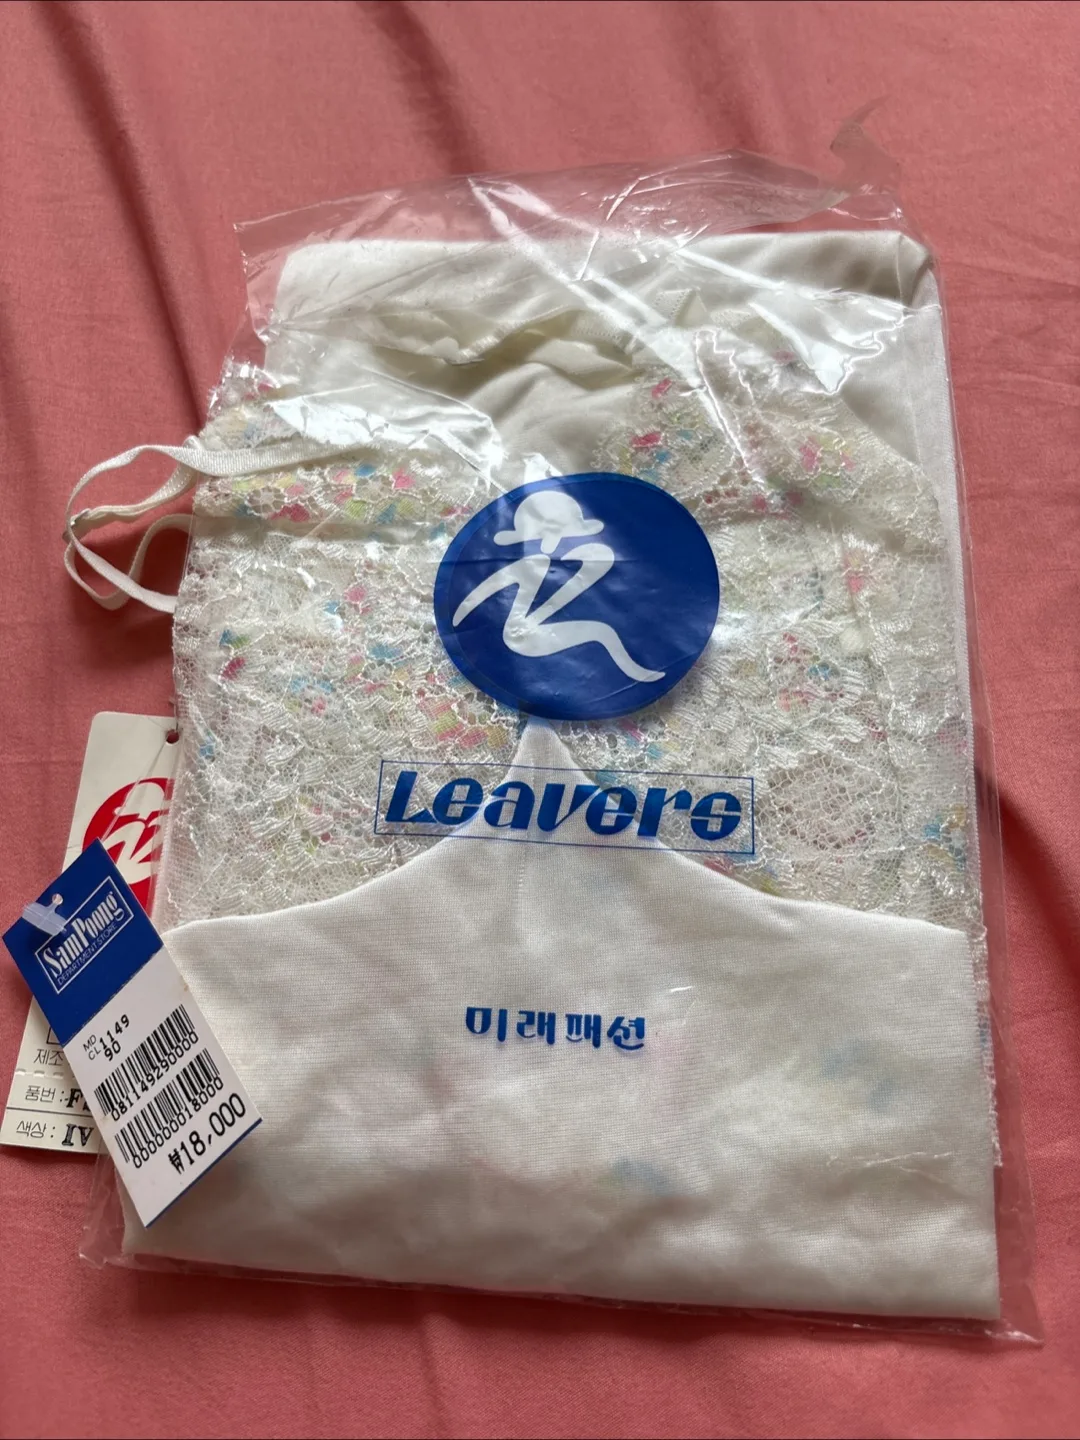 Leavers
미래패션
SamPoong
DEPARTMENT STORE
MD 1149
CL 90
0811492900000
0000000018000
₩18,000
제조
품번 : F
색상 : IV